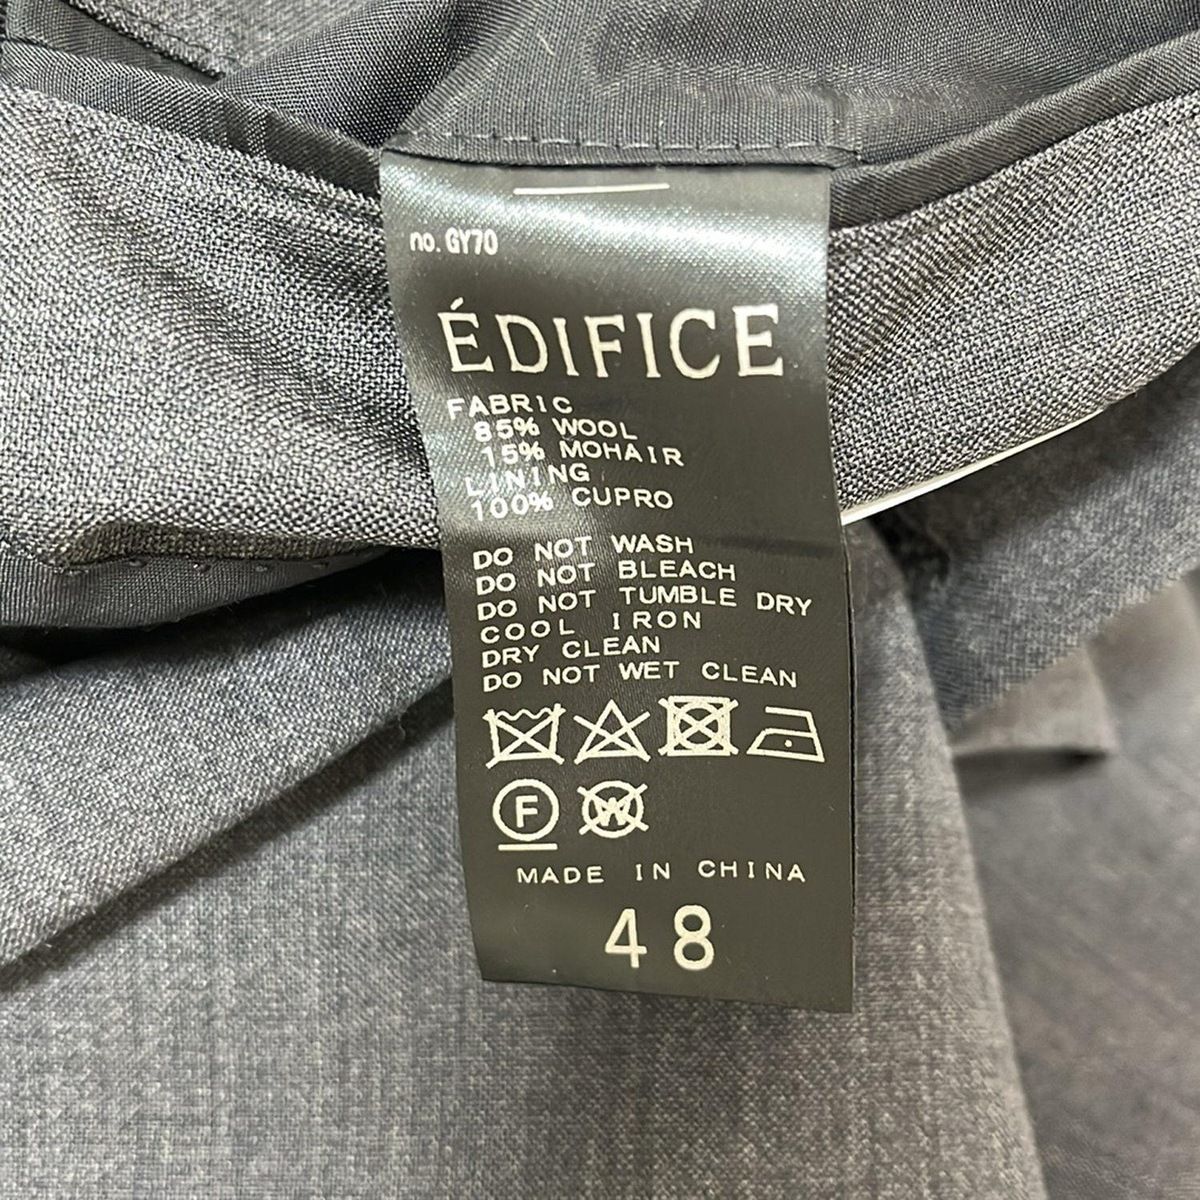 no. GY70
ÉDIFICE
FABRIC
85% WOOL
15% MOHAIR
LINING
100% CUPRO
DO NOT WASH
DO NOT BLEACH
DO NOT TUMBLE DRY
COOL IRON
DRY CLEAN
DO NOT WET CLEAN
F W
MADE IN CHINA
48